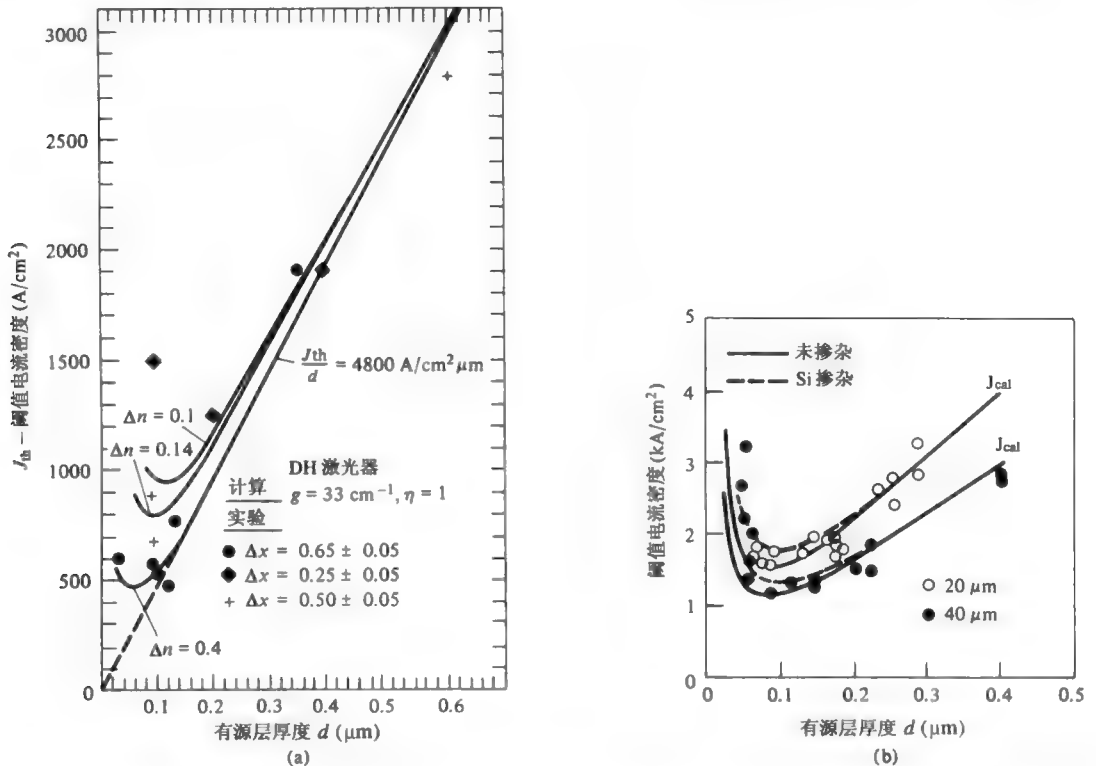 3000
2500
2000
1500
1000
500
0
J_th — 阈值电流密度 (A/cm²)
Jth/d = 4800 A/cm² μm
Δn = 0.1
Δn = 0.14
DH 激光器
计算
g = 33 cm⁻¹, η = 1
实验
● Δx = 0.65 ± 0.05
◆ Δx = 0.25 ± 0.05
+ Δx = 0.50 ± 0.05
Δn = 0.4
0.1 0.2 0.3 0.4 0.5 0.6
有源层厚度 d (μm)
(a)
5
4
3
2
1
0
阈值电流密度 (kA/cm²)
未掺杂
Si 掺杂
J_cal
J_cal
○ 20 μm
● 40 μm
0 0.1 0.2 0.3 0.4 0.5
有源层厚度 d (μm)
(b)